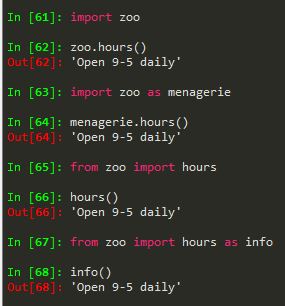 In [61]: import zoo
In [62]: zoo.hours()
Out[62]: 'Open 9-5 daily'
In [63]: import zoo as menagerie
In [64]: menagerie.hours()
Out[64]: 'Open 9-5 daily'
In [65]: from zoo import hours
In [66]: hours()
Out[66]: 'Open 9-5 daily'
In [67]: from zoo import hours as info
In [68]: info()
Out[68]: 'Open 9-5 daily'